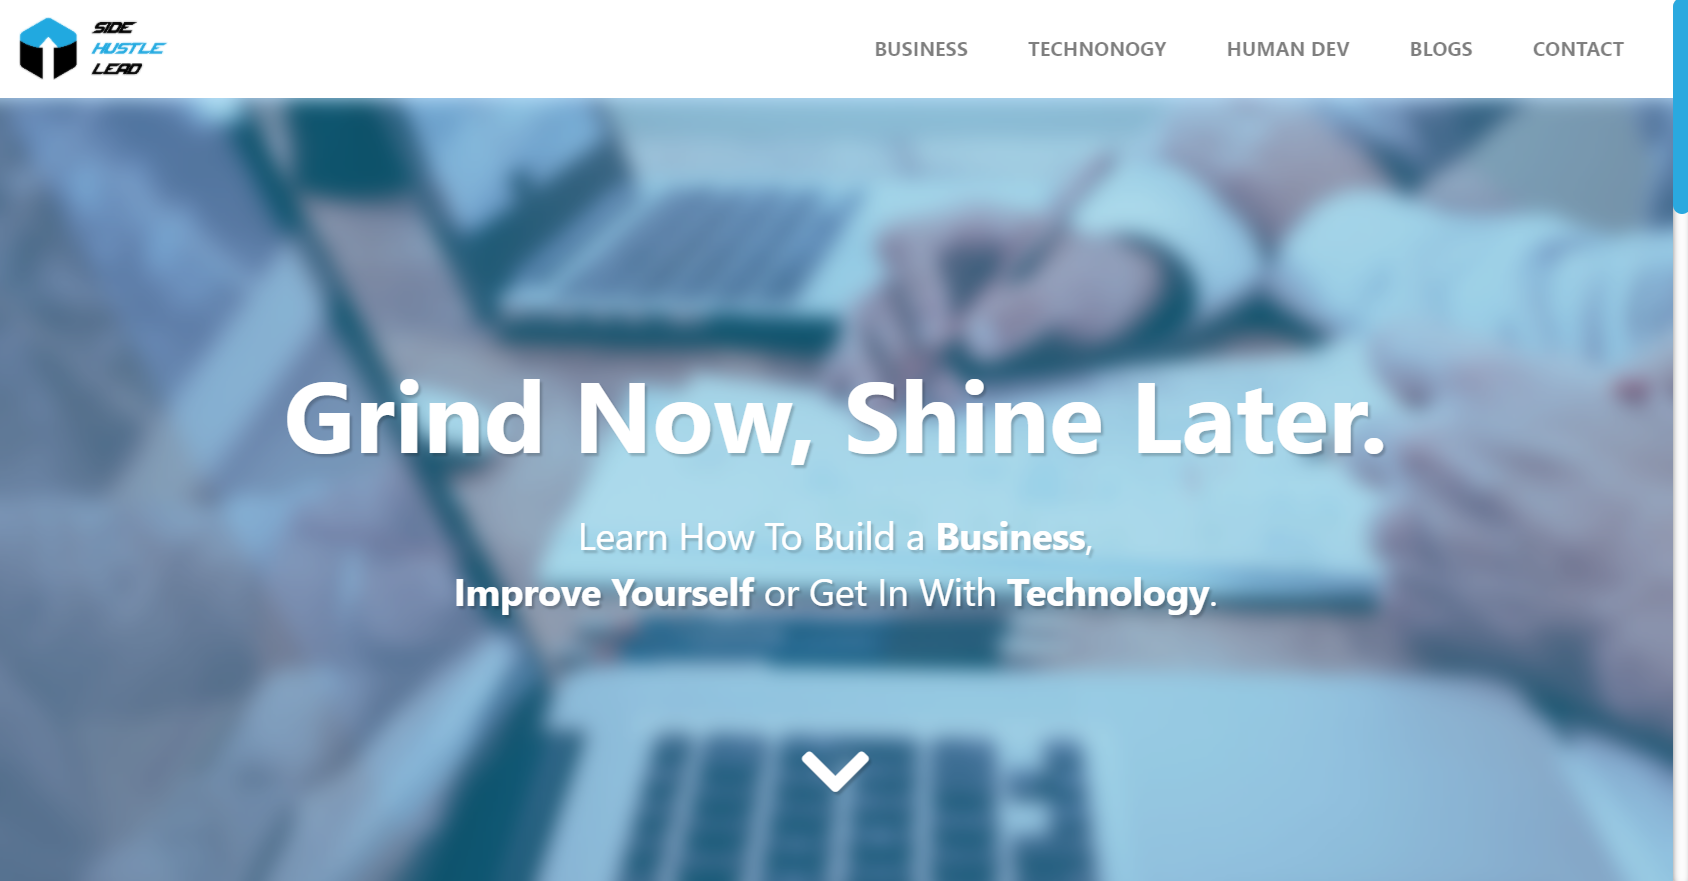 SIDE
HUSTLE
LEAD
BUSINESS TECHNONOGY HUMAN DEV BLOGS CONTACT
Grind Now, Shine Later.
Learn How To Build a Business,
Improve Yourself or Get In With Technology.